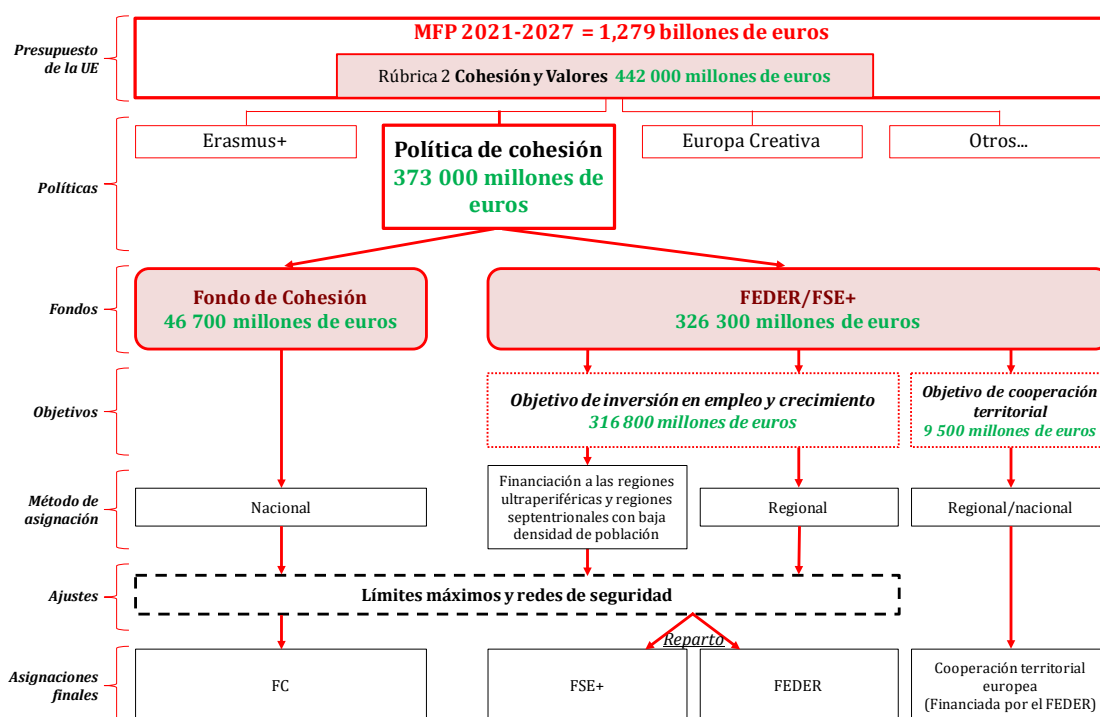 Presupuesto
de la UE
MFP 2021-2027 = 1,279 billones de euros
Rúbrica 2 Cohesión y Valores 442 000 millones de euros
Políticas
Erasmus+
Política de cohesión
373 000 millones de
euros
Europa Creativa
Otros...
Fondos
Fondo de Cohesión
46 700 millones de euros
FEDER/FSE+
326 300 millones de euros
Objetivos
Objetivo de inversión en empleo y crecimiento
316 800 millones de euros
Objetivo de cooperación
territorial
9 500 millones de euros
Método de
asignación
Nacional
Financiación a las regiones
ultraperiféricas y regiones
septentrionales con baja
densidad de población
Regional
Regional/nacional
Ajustes
Límites máximos y redes de seguridad
Reparto
Asignaciones
finales
FC
FSE+
FEDER
Cooperación territorial
europea
(Financiada por el FEDER)